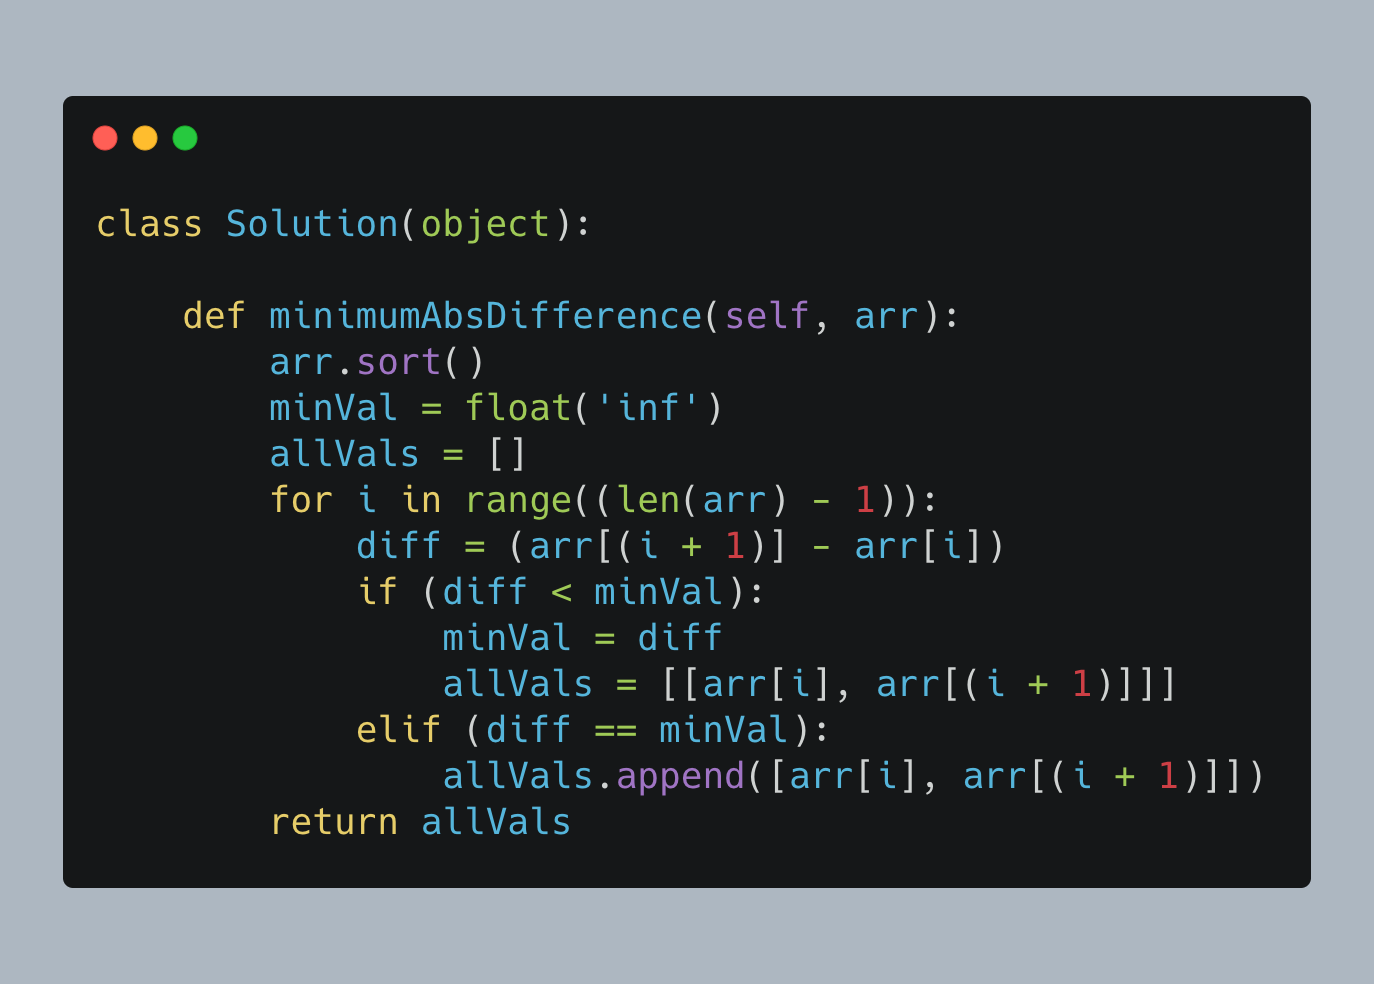 class Solution(object):
    def minimumAbsDifference(self, arr):
        arr.sort()
        minVal = float('inf')
        allVals = []
        for i in range((len(arr) - 1)):
            diff = (arr[(i + 1)] - arr[i])
            if (diff < minVal):
                minVal = diff
                allVals = [[arr[i], arr[(i + 1)]]]
            elif (diff == minVal):
                allVals.append([arr[i], arr[(i + 1)]])
        return allVals